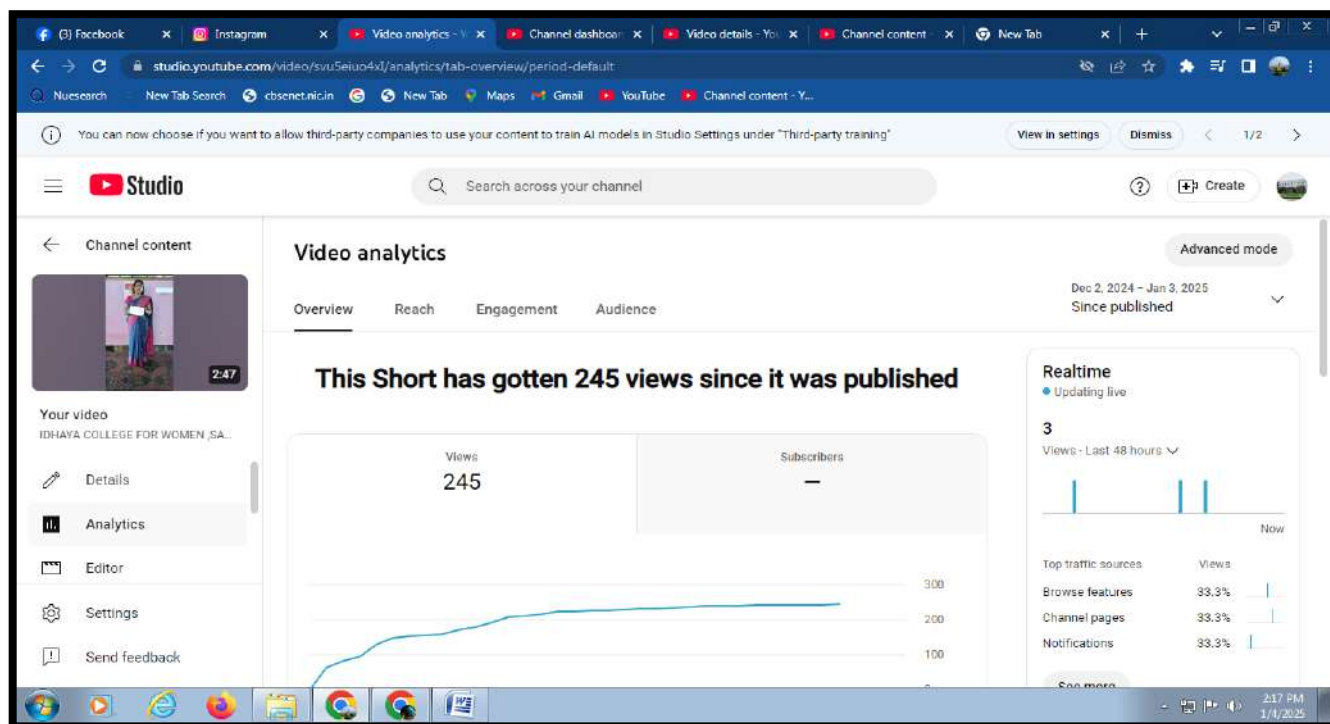 (3) Facebook
Instagram
Video analytics - Y
Channel dashboar
Video details - You
Channel content -
New Tab
studio.youtube.com/video/svu5eiuo4xI/analytics/tab-overview/period-default
Nuesearch
New Tab Search
cbsenet.nic.in
New Tab
Maps
Gmail
YouTube
Channel content - Y...
You can now choose if you want to allow third-party companies to use your content to train AI models in Studio Settings under "Third-party training"
View in settings
Dismiss
1/2
Studio
Search across your channel
Create
Channel content
2:47
Your video
IDHAYA COLLEGE FOR WOMEN ,SA...
Details
Analytics
Editor
Settings
Send feedback
Video analytics
Advanced mode
Overview
Reach
Engagement
Audience
Dec 2, 2024 – Jan 3, 2025
Since published
This Short has gotten 245 views since it was published
Views
245
Subscribers
—
300
200
100
Realtime
Updating live
3
Views · Last 48 hours
Now
Top traffic sources
Views
Browse features
33.3%
Channel pages
33.3%
Notifications
33.3%
See more
2:17 PM
1/4/2025